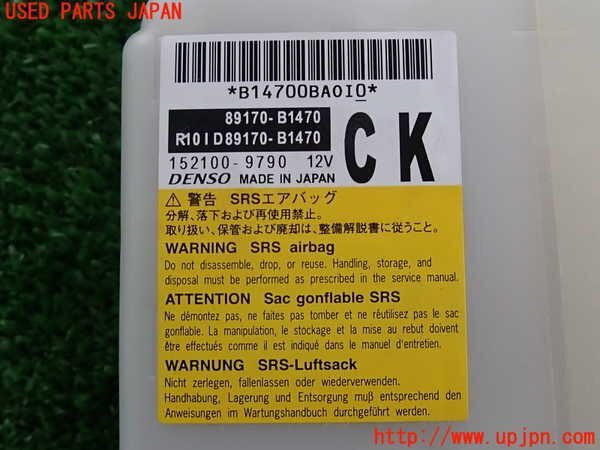 USED PARTS JAPAN
*B14700BA0I0*
89170-B1470
R10ID89170-B1470
152100-9790 12V
DENSO MADE IN JAPAN
CK
⚠ 警告 SRSエアバッグ
分解、落下および再使用禁止。
取り扱い、保管および廃却は、整備解説書に従うこと。
WARNING SRS airbag
Do not disassemble, drop, or reuse. Handling, storage, and
disposal must be performed as prescribed in the service manual.
ATTENTION Sac gonflable SRS
Ne démontez pas, ne faites pas tomber et ne réutilisez pas le sac
gonflable. La manipulation, le stockage et la mise au rebut doivent
être effectués comme il est indiqué dans le manuel d'entretien.
WARNUNG SRS-Luftsack
Nicht zerlegen, fallenlassen oder wiederverwenden.
Handhabung, Lagerung und Entsorgung muß entsprechend den
Anweisungen im Wartungshandbuch durchgeführt werden.
http://www.upjpn.com/